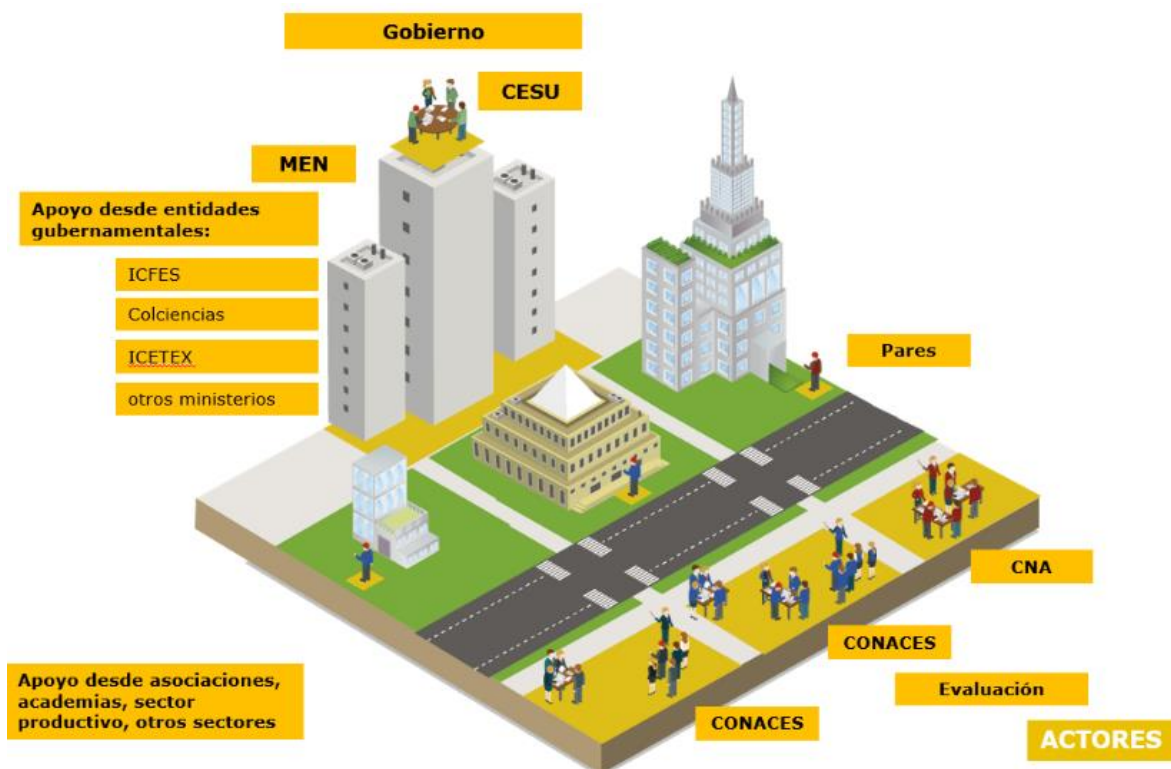 Gobierno
CESU
MEN
Apoyo desde entidades
gubernamentales:
ICFES
Colciencias
ICETEX
otros ministerios
Pares
CNA
CONACES
Evaluación
CONACES
Apoyo desde asociaciones,
academias, sector
productivo, otros sectores
ACTORES